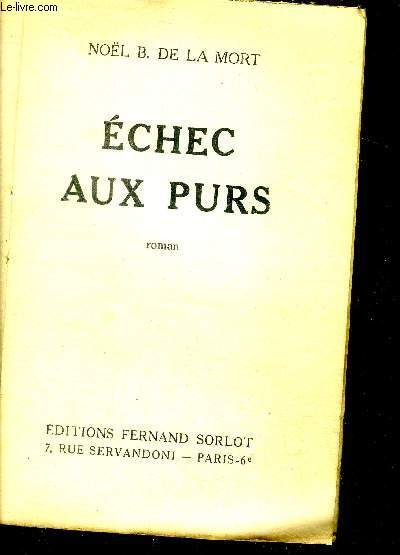 Le-livre.com
NOËL B. DE LA MORT
ÉCHEC
AUX PURS
roman
EDITIONS FERNAND SORLOT
7, RUE SERVANDONI — PARIS-6e